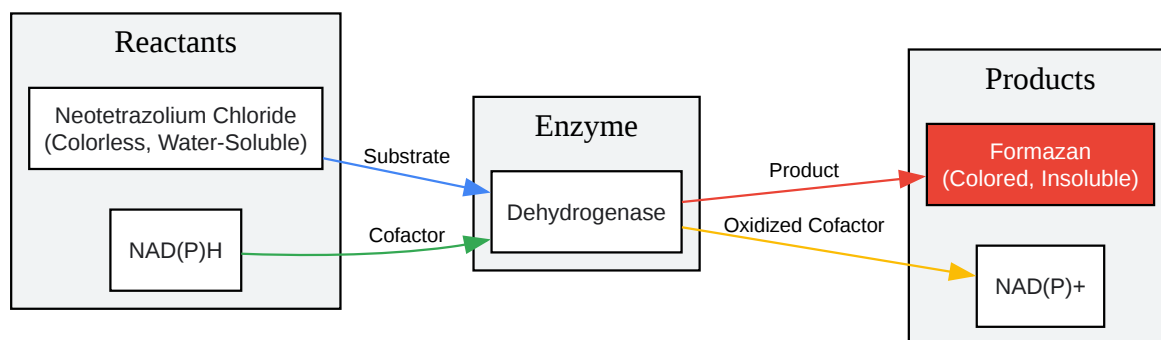 Reactants
Neotetrazolium Chloride
(Colorless, Water-Soluble)
NAD(P)H
Substrate
Cofactor
Enzyme
Dehydrogenase
Product
Oxidized Cofactor
Products
Formazan
(Colored, Insoluble)
NAD(P)+